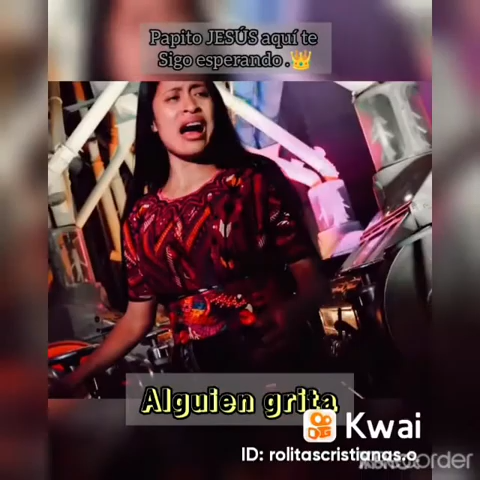 Papito JESÚS aquí te
Sigo esperando.👑
Alguien grita
Kwai
ID: rolitascristianas.o